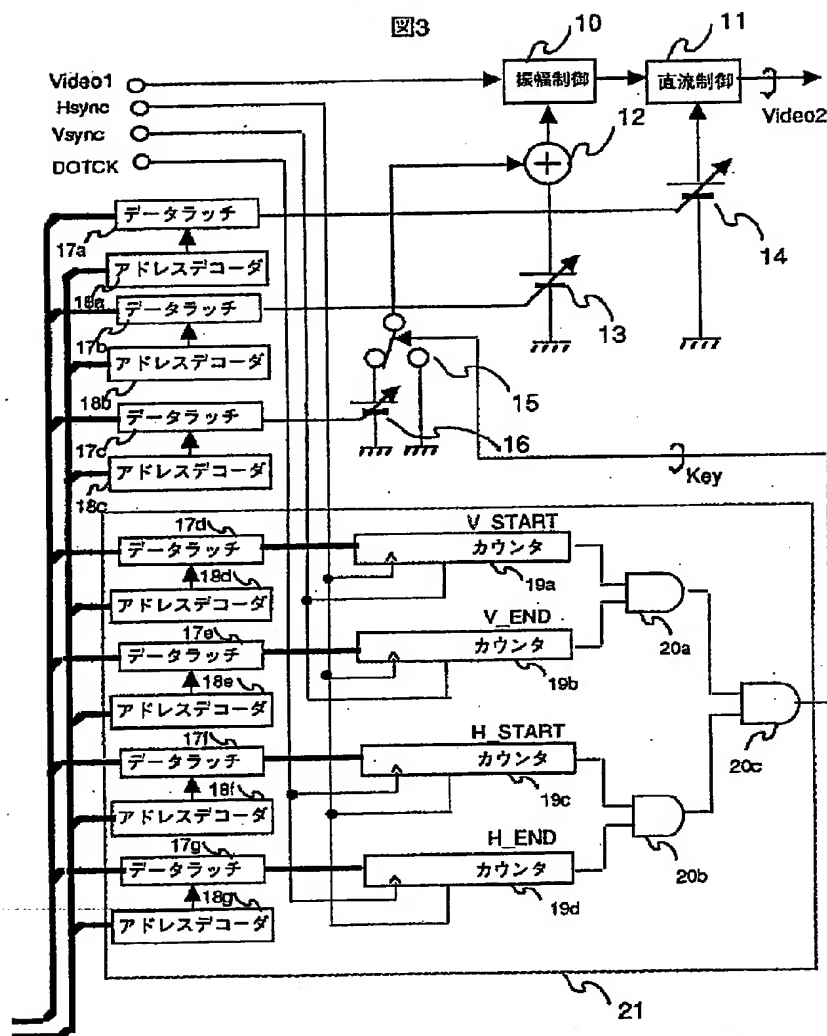 図3
10
11
振幅制御
直流制御
Video1
Hsync
Vsync
DOTCK
Video2
12
14
13
データラッチ
17a
アドレスデコーダ
18a
データラッチ
17b
アドレスデコーダ
18b
データラッチ
17c
アドレスデコーダ
18c
15
16
Key
17d
データラッチ
18d
アドレスデコーダ
V_START
カウンタ
19a
17e
データラッチ
18e
アドレスデコーダ
V_END
カウンタ
19b
20a
17f
データラッチ
18f
アドレスデコーダ
H_START
カウンタ
19c
20c
17g
データラッチ
18g
アドレスデコーダ
H_END
カウンタ
19d
20b
21